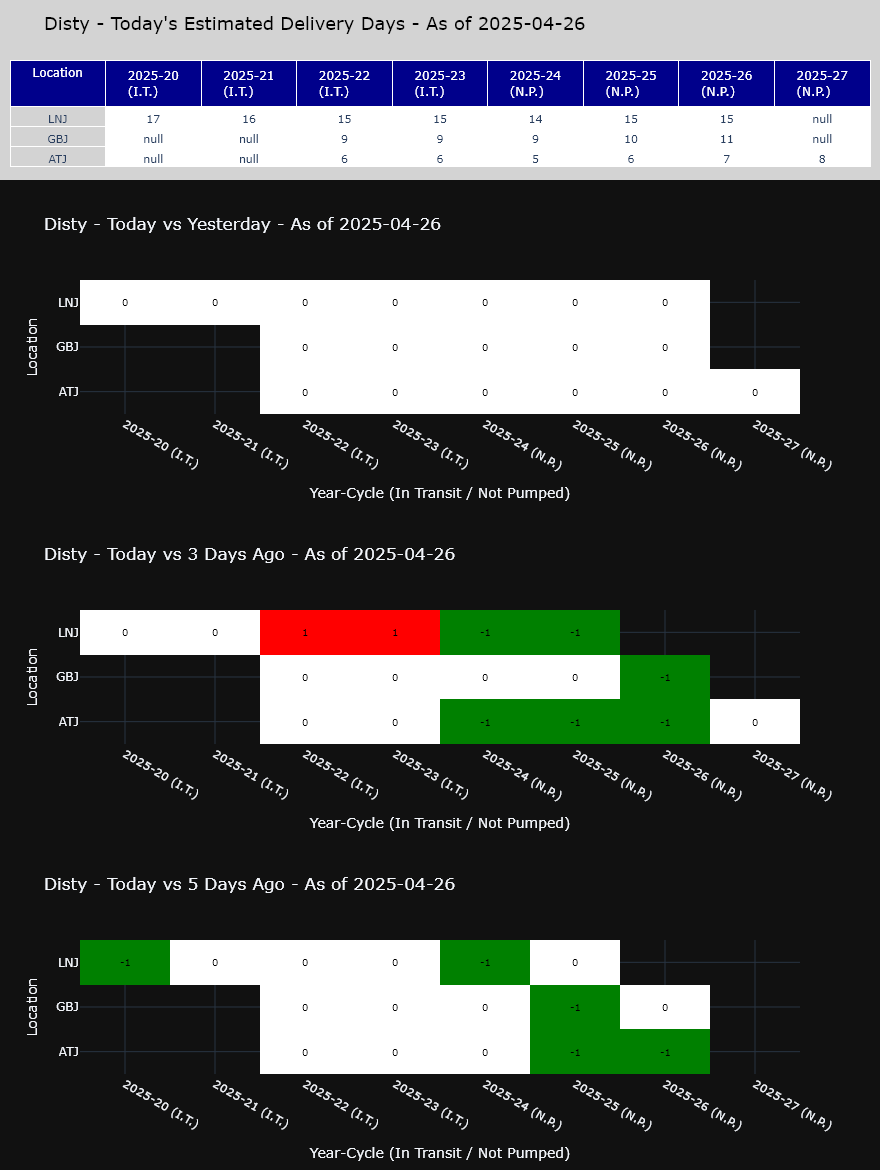 Disty - Today's Estimated Delivery Days - As of 2025-04-26
Location 2025-20 (I.T.) 2025-21 (I.T.) 2025-22 (I.T.) 2025-23 (I.T.) 2025-24 (N.P.) 2025-25 (N.P.) 2025-26 (N.P.) 2025-27 (N.P.)
LNJ 17 16 15 15 14 15 15 null
GBJ null null 9 9 9 10 11 null
ATJ null null 6 6 5 6 7 8
Disty - Today vs Yesterday - As of 2025-04-26
Location
LNJ 0 0 0 0 0 0 0
GBJ 0 0 0 0 0
ATJ 0 0 0 0 0 0
2025-20 (I.T.) 2025-21 (I.T.) 2025-22 (I.T.) 2025-23 (I.T.) 2025-24 (N.P.) 2025-25 (N.P.) 2025-26 (N.P.) 2025-27 (N.P.)
Year-Cycle (In Transit / Not Pumped)
Disty - Today vs 3 Days Ago - As of 2025-04-26
Location
LNJ 0 0 1 1 -1 -1
GBJ 0 0 0 0 -1
ATJ 0 0 -1 -1 -1 0
2025-20 (I.T.) 2025-21 (I.T.) 2025-22 (I.T.) 2025-23 (I.T.) 2025-24 (N.P.) 2025-25 (N.P.) 2025-26 (N.P.) 2025-27 (N.P.)
Year-Cycle (In Transit / Not Pumped)
Disty - Today vs 5 Days Ago - As of 2025-04-26
Location
LNJ -1 0 0 0 -1 0
GBJ 0 0 0 -1 0
ATJ 0 0 0 -1 -1
2025-20 (I.T.) 2025-21 (I.T.) 2025-22 (I.T.) 2025-23 (I.T.) 2025-24 (N.P.) 2025-25 (N.P.) 2025-26 (N.P.) 2025-27 (N.P.)
Year-Cycle (In Transit / Not Pumped)